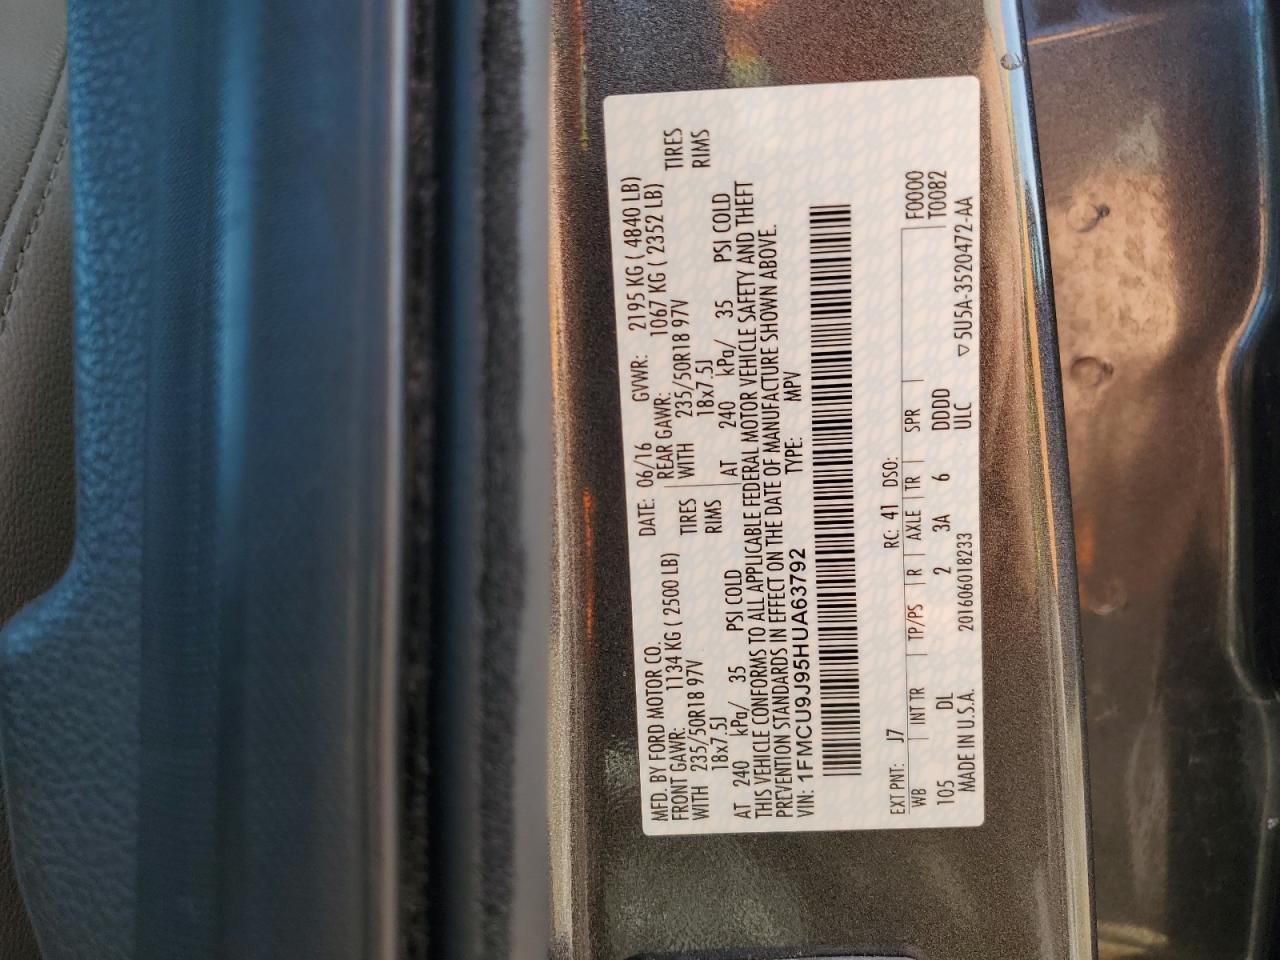 MFD. BY FORD MOTOR CO. DATE: 06/16 GVWR: 2195 KG ( 4840 LB)
FRONT GAWR: 1134 KG ( 2500 LB) REAR GAWR: 1067 KG ( 2352 LB)
WITH 235/50R18 97V TIRES WITH 235/50R18 97V TIRES
18x7.5J RIMS 18x7.5J RIMS
AT 240 kPa/ 35 PSI COLD AT 240 kPa/ 35 PSI COLD
THIS VEHICLE CONFORMS TO ALL APPLICABLE FEDERAL MOTOR VEHICLE SAFETY AND THEFT
PREVENTION STANDARDS IN EFFECT ON THE DATE OF MANUFACTURE SHOWN ABOVE.
VIN: 1FMCU9J95HUA63792 TYPE: MPV
EXT PNT: J7 RC: 41 DSO: F0000
WB INT TR TP/PS R AXLE TR SPR T0082
105 DL 2 3A 6 DDDD
MADE IN U.S.A. 20160601 8233 ULC 5U5A-3520472-AA